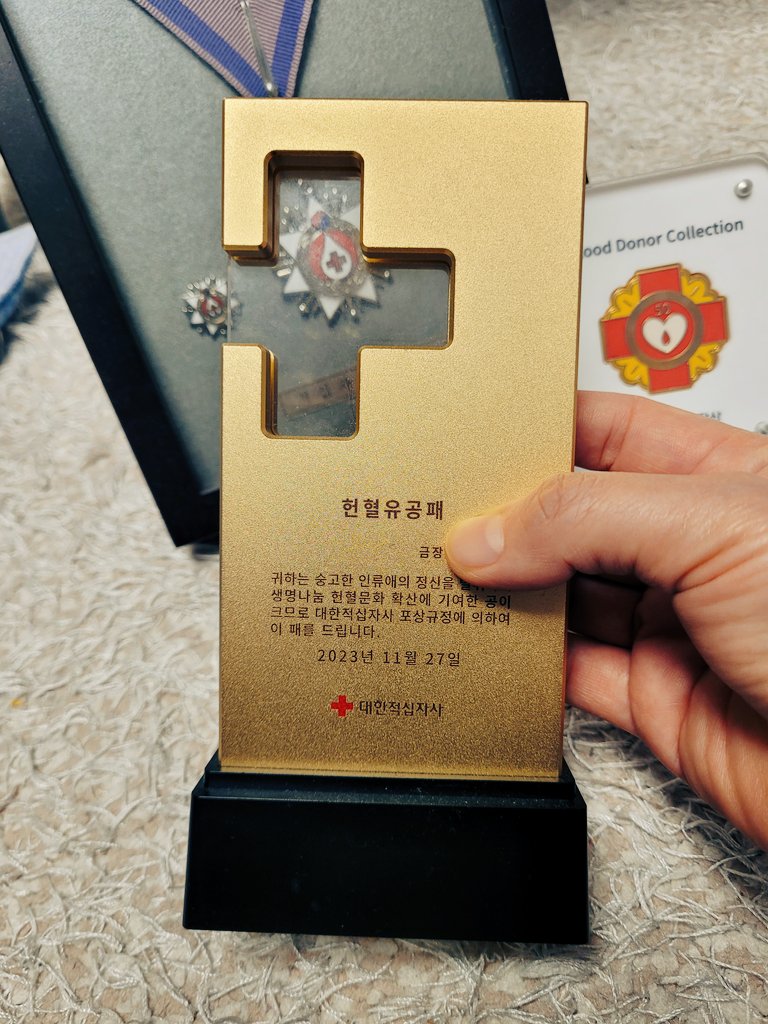 ood Donor Collection
50
헌혈유공패
금장
귀하는 숭고한 인류애의 정신을
생명나눔 헌혈문화 확산에 기여한 공이
크므로 대한적십자사 포상규정에 의하여
이 패를 드립니다.
2023년 11월 27일
대한적십자사